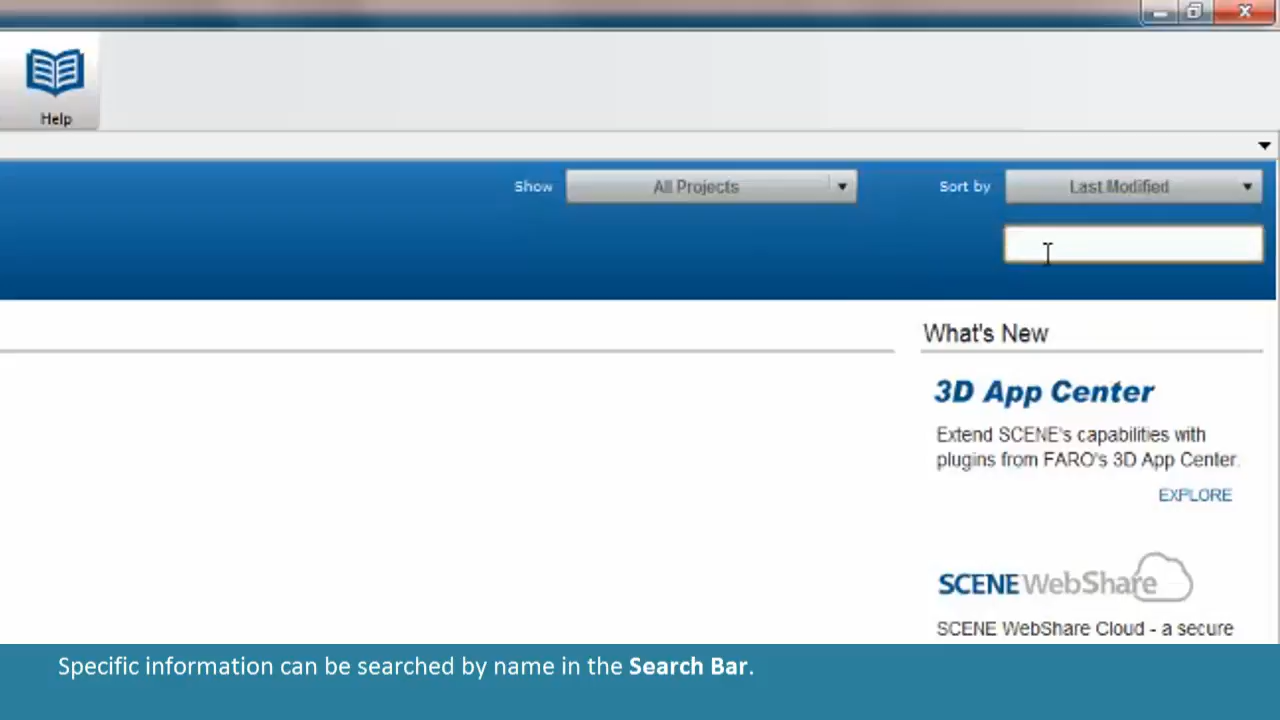 Help
Show All Projects Sort by Last Modified
What's New
3D App Center
Extend SCENE's capabilities with
plugins from FARO's 3D App Center.
EXPLORE
SCENE WebShare
SCENE WebShare Cloud - a secure
Specific information can be searched by name in the Search Bar.